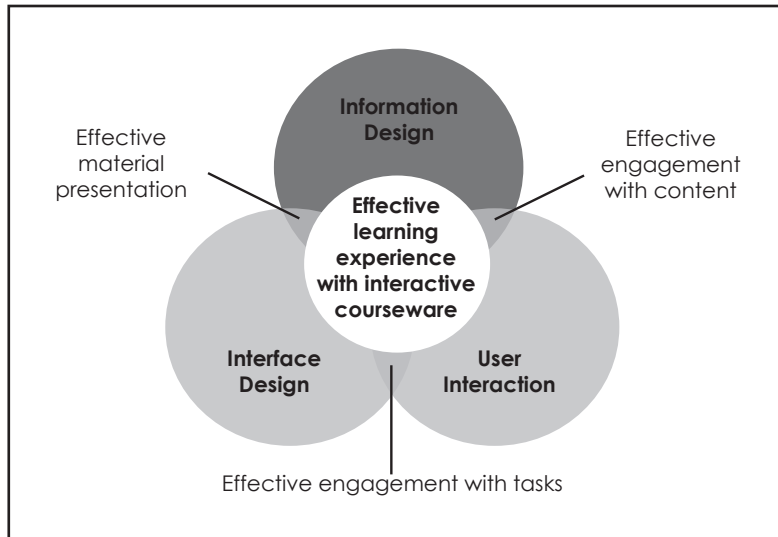 Information
Design
Effective
material
presentation
Effective
engagement
with content
Effective
learning
experience
with interactive
courseware
Interface
Design
User
Interaction
Effective engagement with tasks